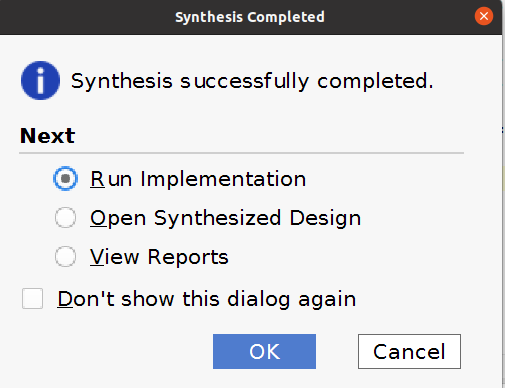 Synthesis Completed
Synthesis successfully completed.
Next
Run Implementation
Open Synthesized Design
View Reports
Don't show this dialog again
OK
Cancel